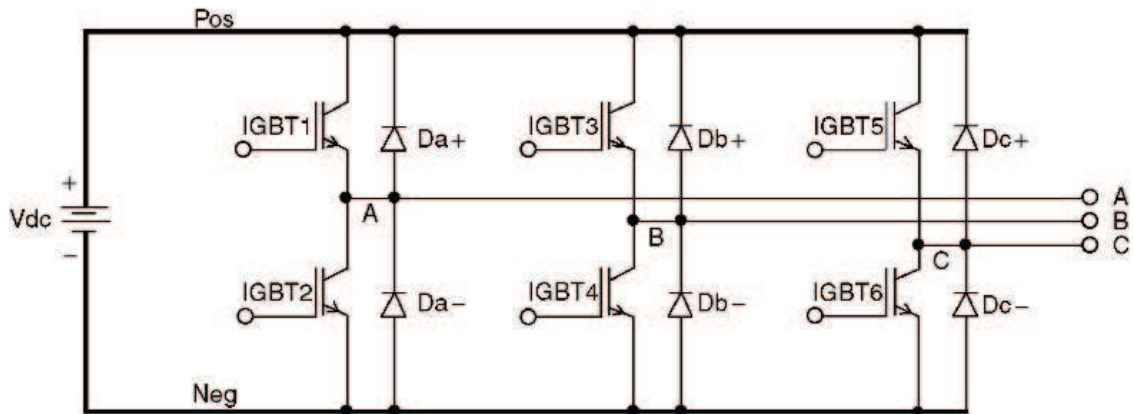 Pos
IGBT1
Da+
IGBT3
Db+
IGBT5
Dc+
+
Vdc
−
A
B
C
A
B
C
IGBT2
Da−
IGBT4
Db−
IGBT6
Dc−
Neg